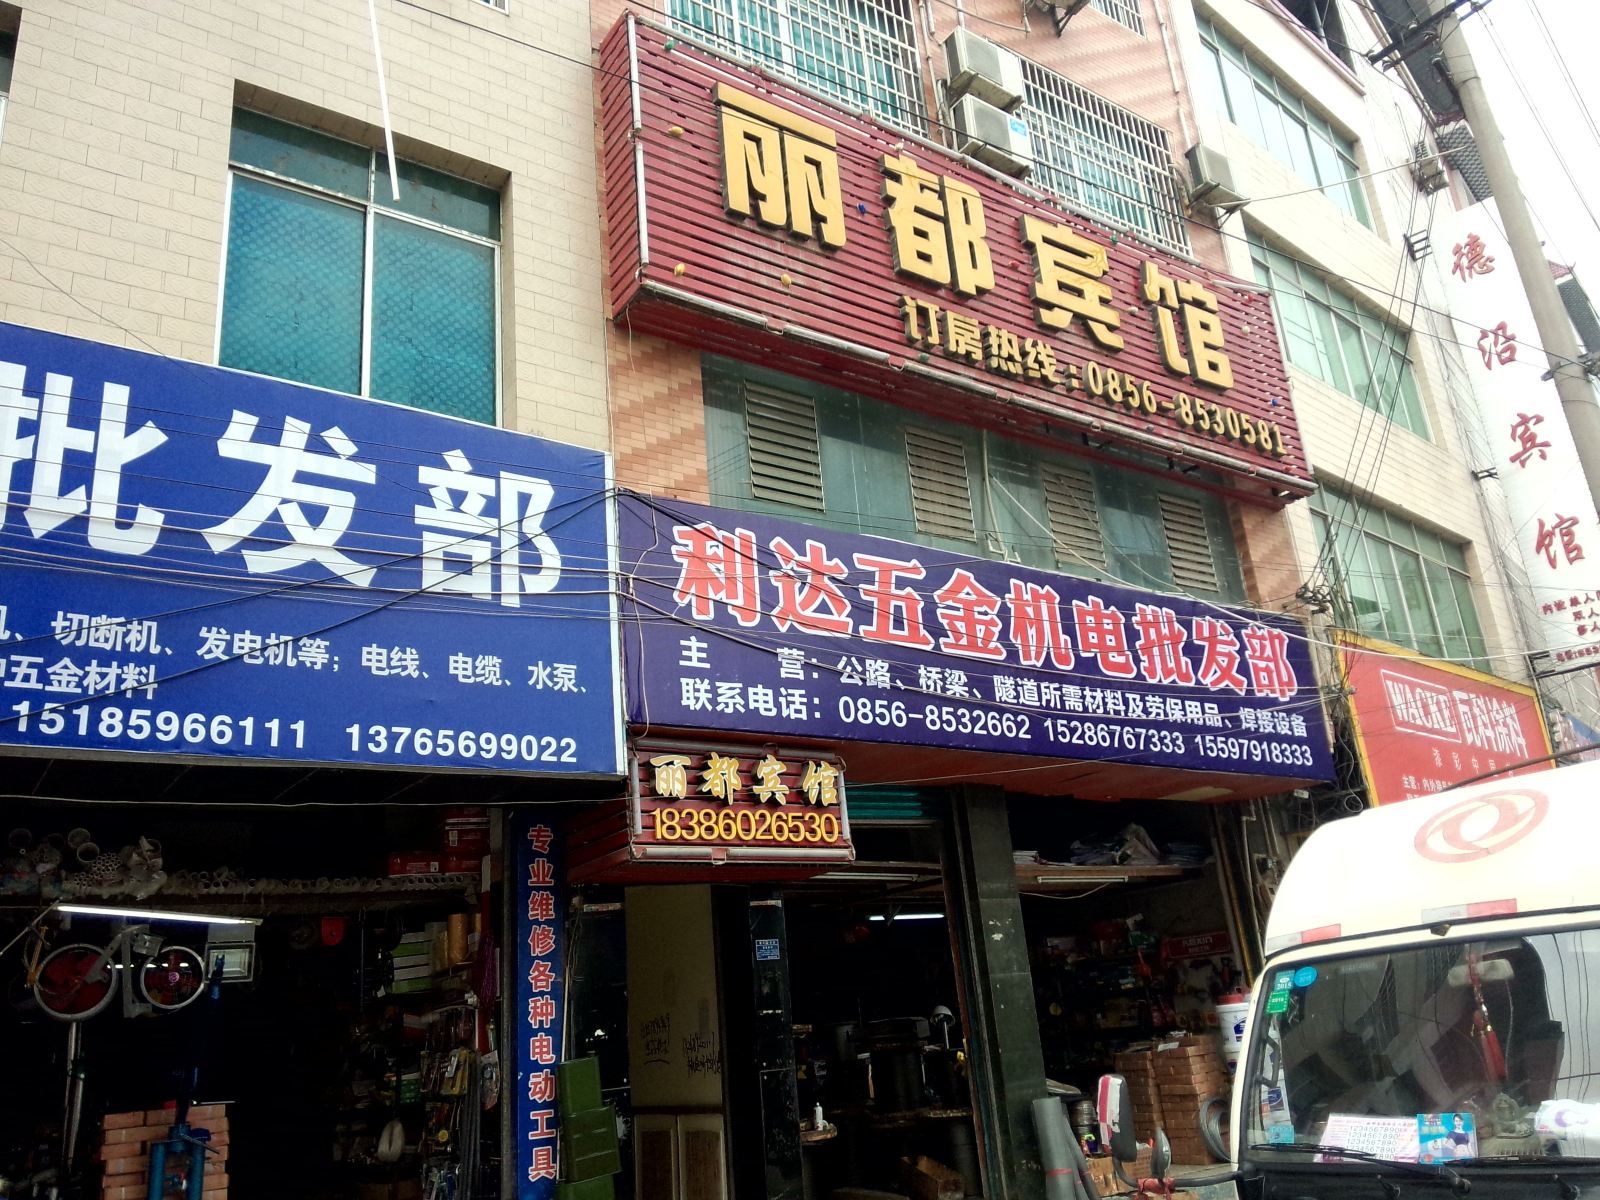 丽都宾馆
订房热线：0856-8530581
德沿宾馆
批发部
切断机、发电机等；电线、电缆、水泵、
五金材料
15185966111 13765699022
利达五金机电批发部
主 营：公路、桥梁、隧道所需材料及劳保用品、焊接设备
联系电话：0856-8532662 15286767333 15597918333
WACKE 瓦科涂料
丽都宾馆
18386026530
专业维修各种电动工具